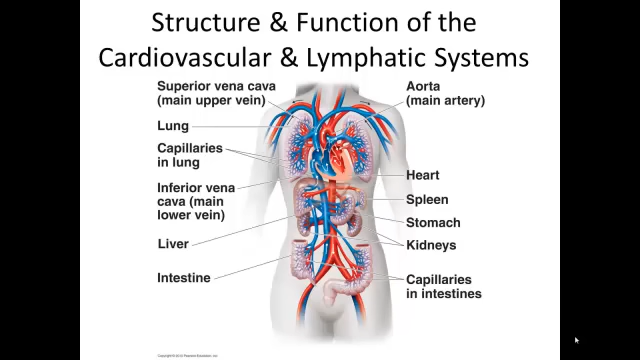 Structure & Function of the
Cardiovascular & Lymphatic Systems
Superior vena cava
(main upper vein)
Lung
Capillaries
in lung
Inferior vena
cava (main
lower vein)
Liver
Intestine
Aorta
(main artery)
Heart
Spleen
Stomach
Kidneys
Capillaries
in intestines